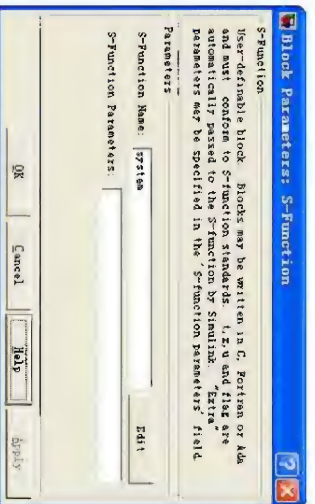 Block Parameters: S-Function
S-Function
User-definable block. Blocks may be written in C, Fortran or Ada
and must conform to S-function standards. t,x,u and flag are
automatically passed to the S-function by Simulink. "Extra"
parameters may be specified in the 'S-function parameters' field.
Parameters
S-Function Name:
system
Edit
S-Function Parameters:
OK
Cancel
Help
Apply